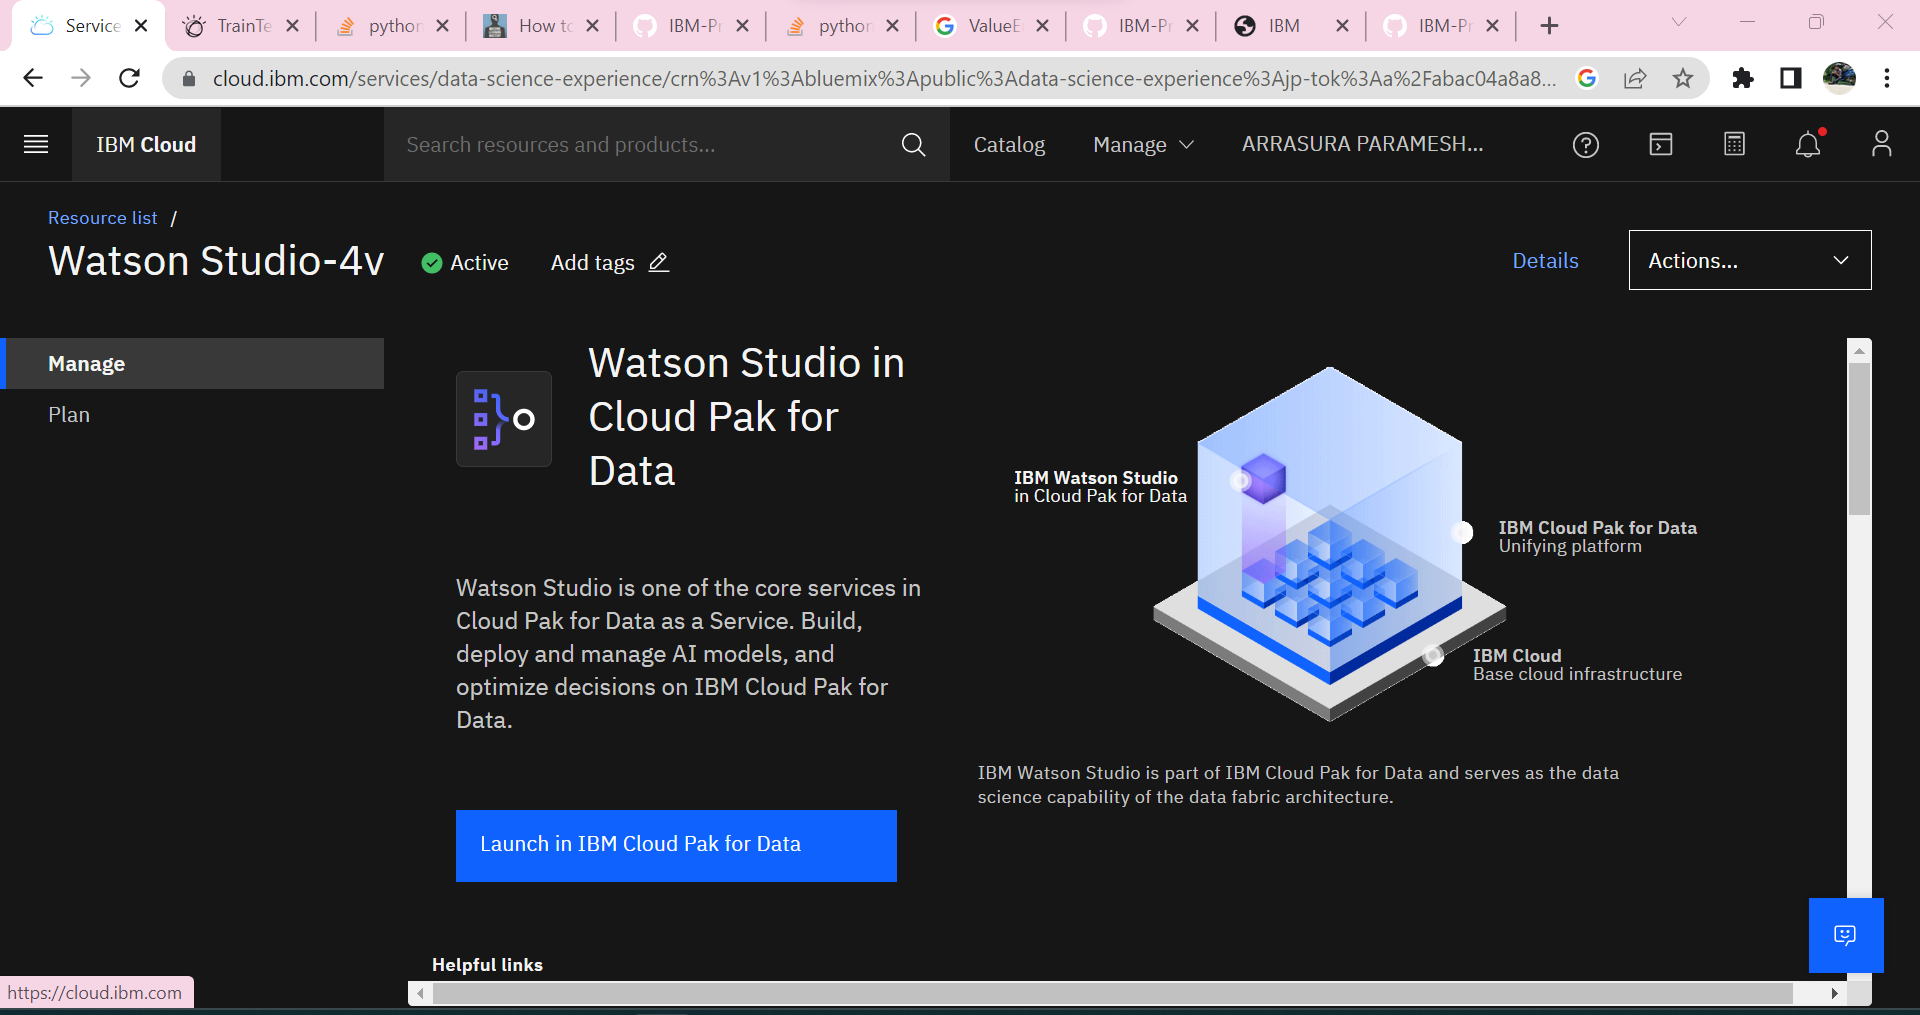 Service
TrainTe
python
How to
IBM-Pr
python
ValueE
IBM-Pr
IBM
IBM-Pr
cloud.ibm.com/services/data-science-experience/crn%3Av1%3Abluemix%3Apublic%3Adata-science-experience%3Ajp-tok%3Aa%2Fabac04a8a8...
IBM Cloud
Search resources and products...
Catalog
Manage
ARRASURA PARAMESH...
Resource list /
Watson Studio-4v
Active
Add tags
Details
Actions...
Manage
Plan
Watson Studio in
Cloud Pak for
Data
Watson Studio is one of the core services in
Cloud Pak for Data as a Service. Build,
deploy and manage AI models, and
optimize decisions on IBM Cloud Pak for
Data.
Launch in IBM Cloud Pak for Data
IBM Watson Studio
in Cloud Pak for Data
IBM Cloud Pak for Data
Unifying platform
IBM Cloud
Base cloud infrastructure
IBM Watson Studio is part of IBM Cloud Pak for Data and serves as the data
science capability of the data fabric architecture.
Helpful links
https://cloud.ibm.com